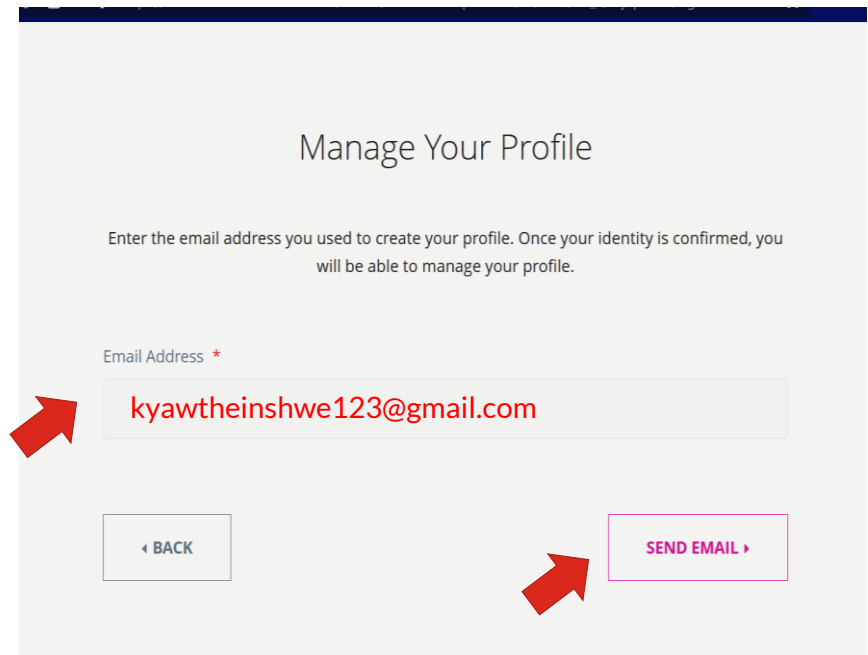 Manage Your Profile
Enter the email address you used to create your profile. Once your identity is confirmed, you
will be able to manage your profile.
Email Address *
kyawtheinshwe123@gmail.com
BACK
SEND EMAIL